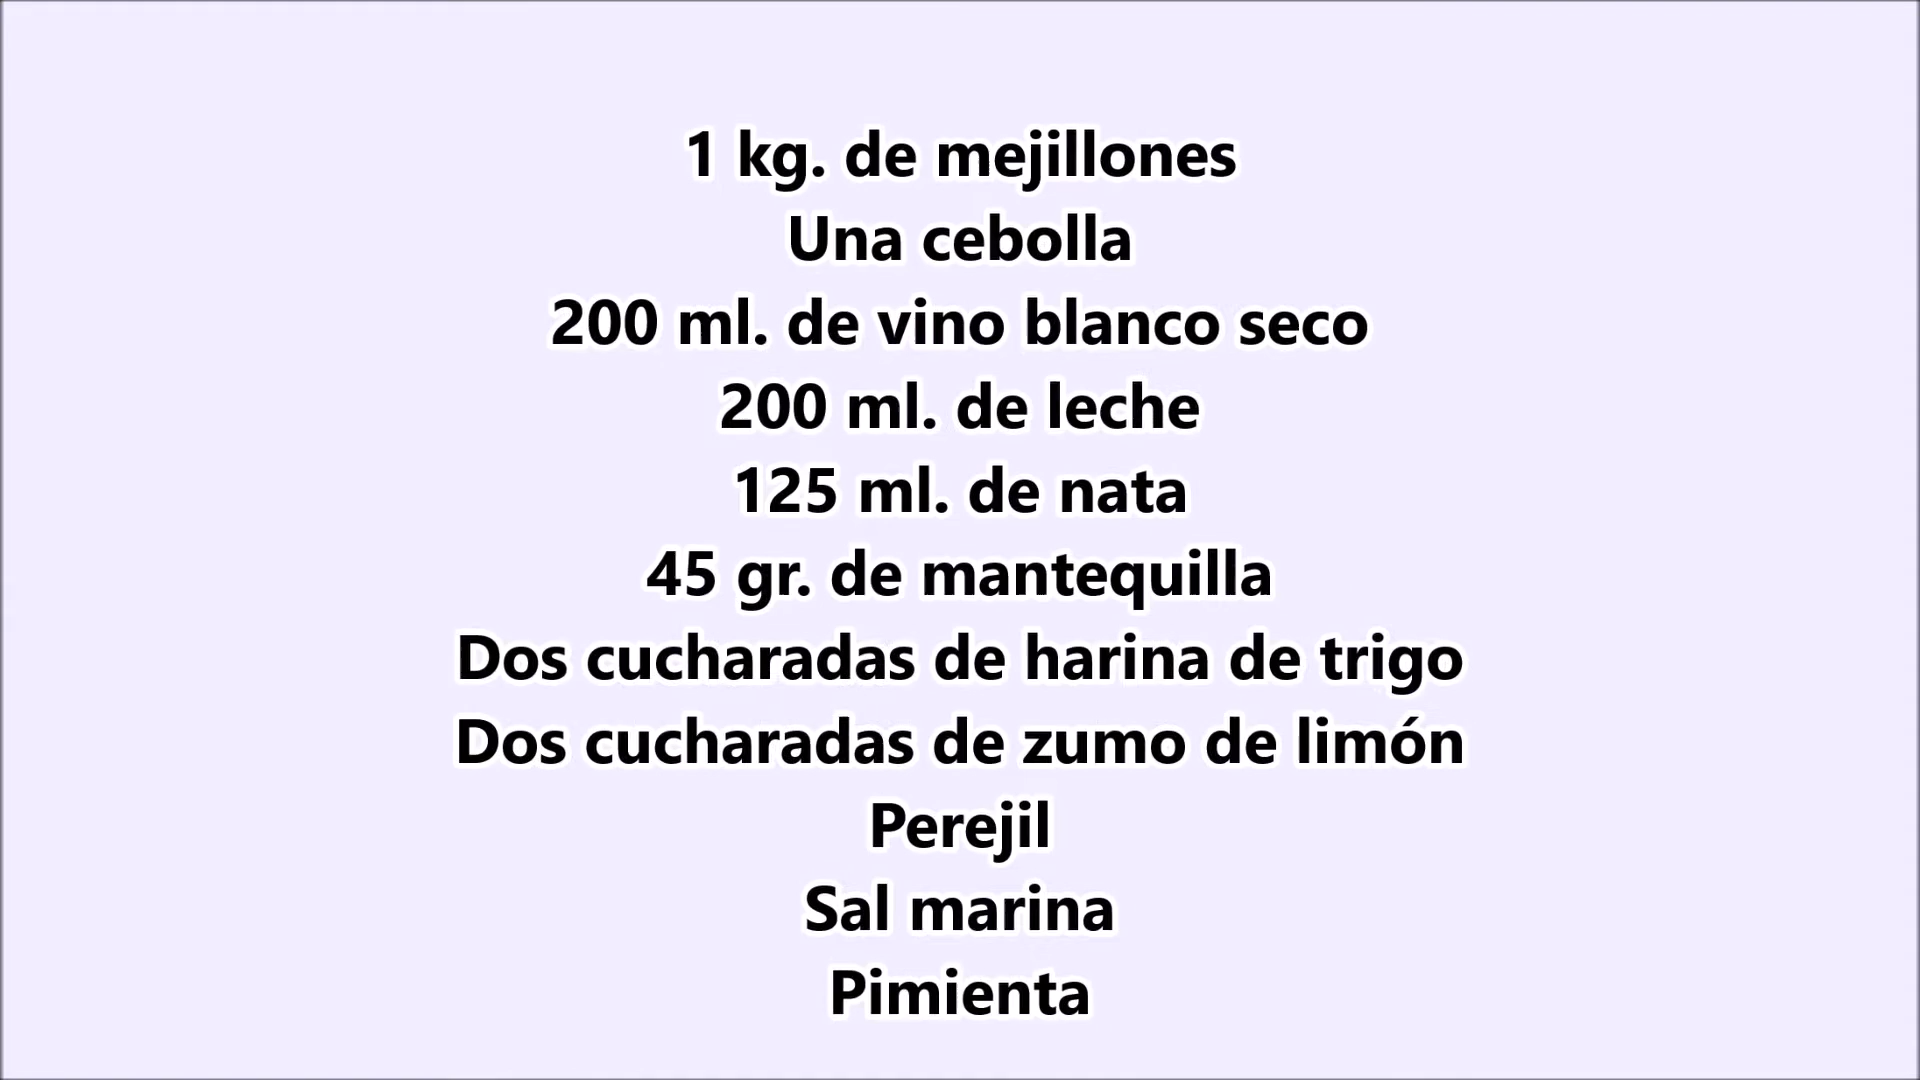 1 kg. de mejillones
Una cebolla
200 ml. de vino blanco seco
200 ml. de leche
125 ml. de nata
45 gr. de mantequilla
Dos cucharadas de harina de trigo
Dos cucharadas de zumo de limón
Perejil
Sal marina
Pimienta